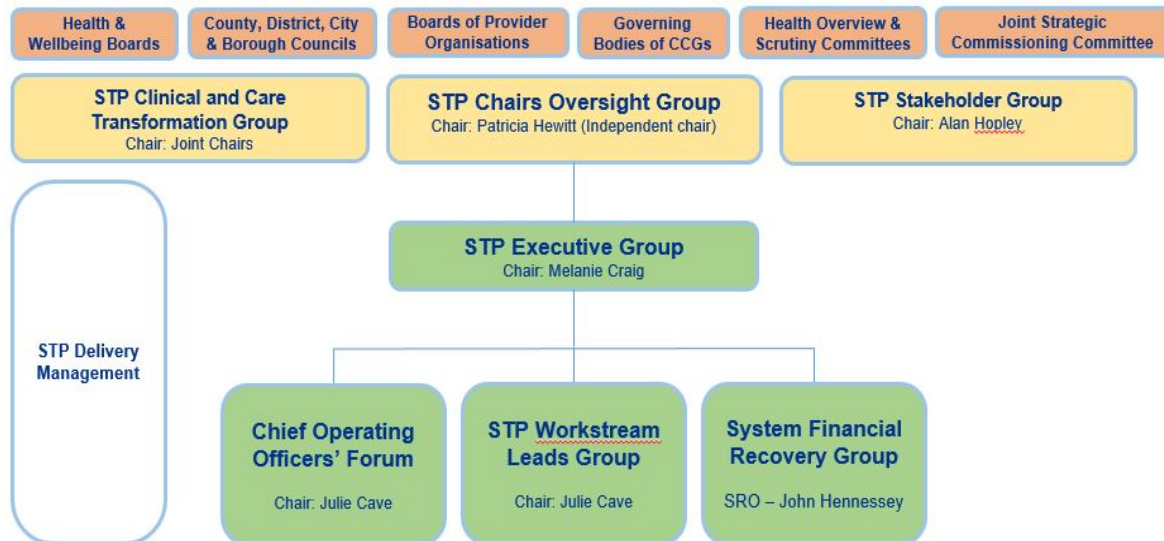 Health &
Wellbeing Boards
County, District, City
& Borough Councils
Boards of Provider
Organisations
Governing
Bodies of CCGs
Health Overview &
Scrutiny Committees
Joint Strategic
Commissioning Committee
STP Clinical and Care
Transformation Group
Chair: Joint Chairs
STP Chairs Oversight Group
Chair: Patricia Hewitt (Independent chair)
STP Stakeholder Group
Chair: Alan Hopley
STP Executive Group
Chair: Melanie Craig
STP Delivery
Management
Chief Operating
Officers’ Forum
Chair: Julie Cave
STP Workstream
Leads Group
Chair: Julie Cave
System Financial
Recovery Group
SRO – John Hennessey